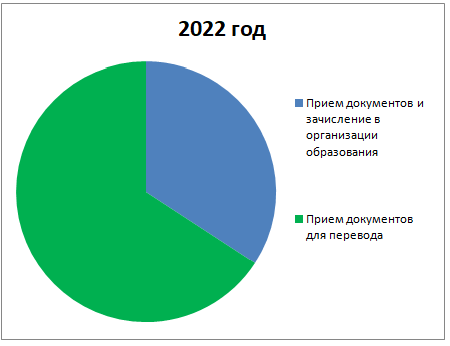 2022 год
Прием документов и
зачисление в
организации
образования
Прием документов
для перевода